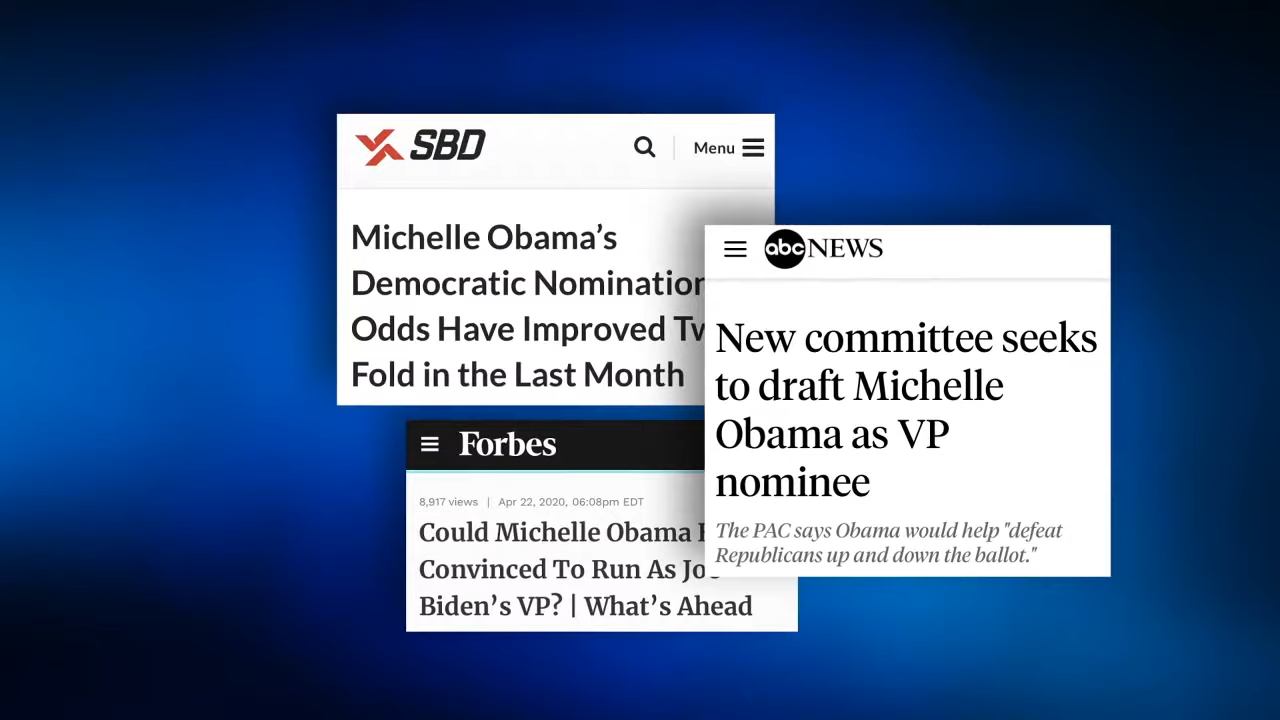 SBD
Menu
Michelle Obama’s
Democratic Nomination
Odds Have Improved
Fold in the Last Month
abc NEWS
New committee seeks
to draft Michelle
Obama as VP
nominee
The PAC says Obama would help "defeat
Republicans up and down the ballot."
Forbes
8,917 views | Apr 22, 2020, 06:08pm EDT
Could Michelle Obama
Convinced To Run As Joe
Biden’s VP? | What’s Ahead